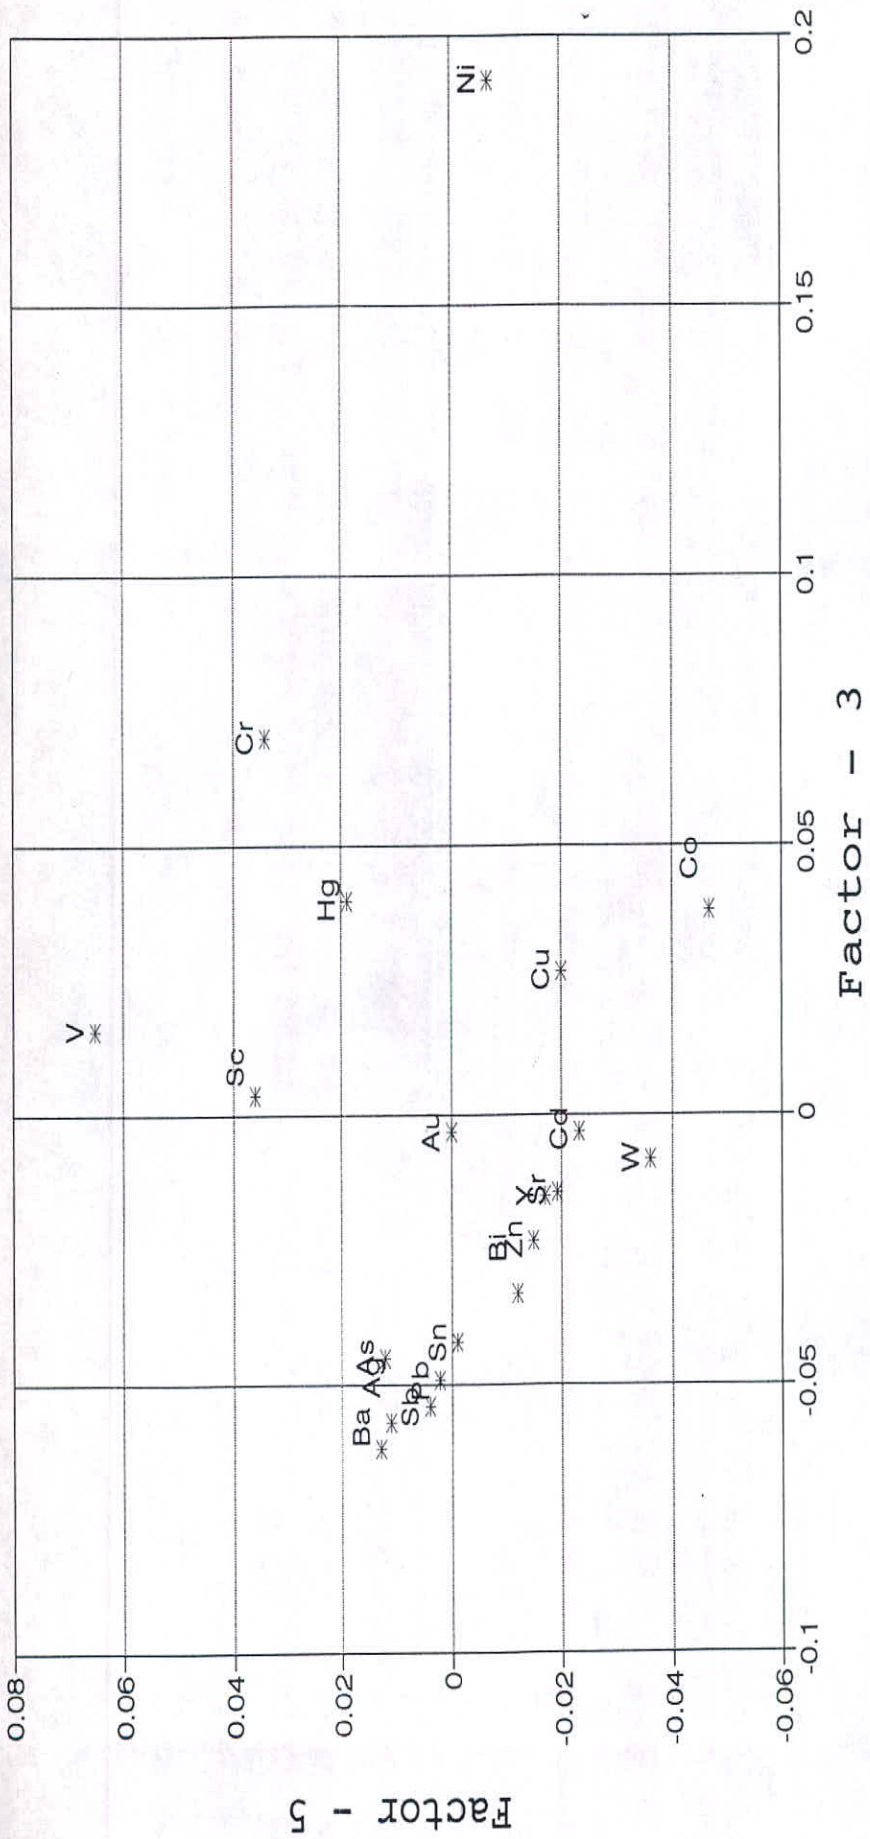 Factor - 5
0.08
0.06
0.04
0.02
0
-0.02
-0.04
-0.06
-0.1
-0.05
0
0.05
0.1
0.15
0.2
Factor - 3
V
Sc
Cr
Hg
Ni
Au
Cu
Co
Cd
W
Y
Sr
Bi
Zn
As
Ag
Sn
Pb
Sb
Ba